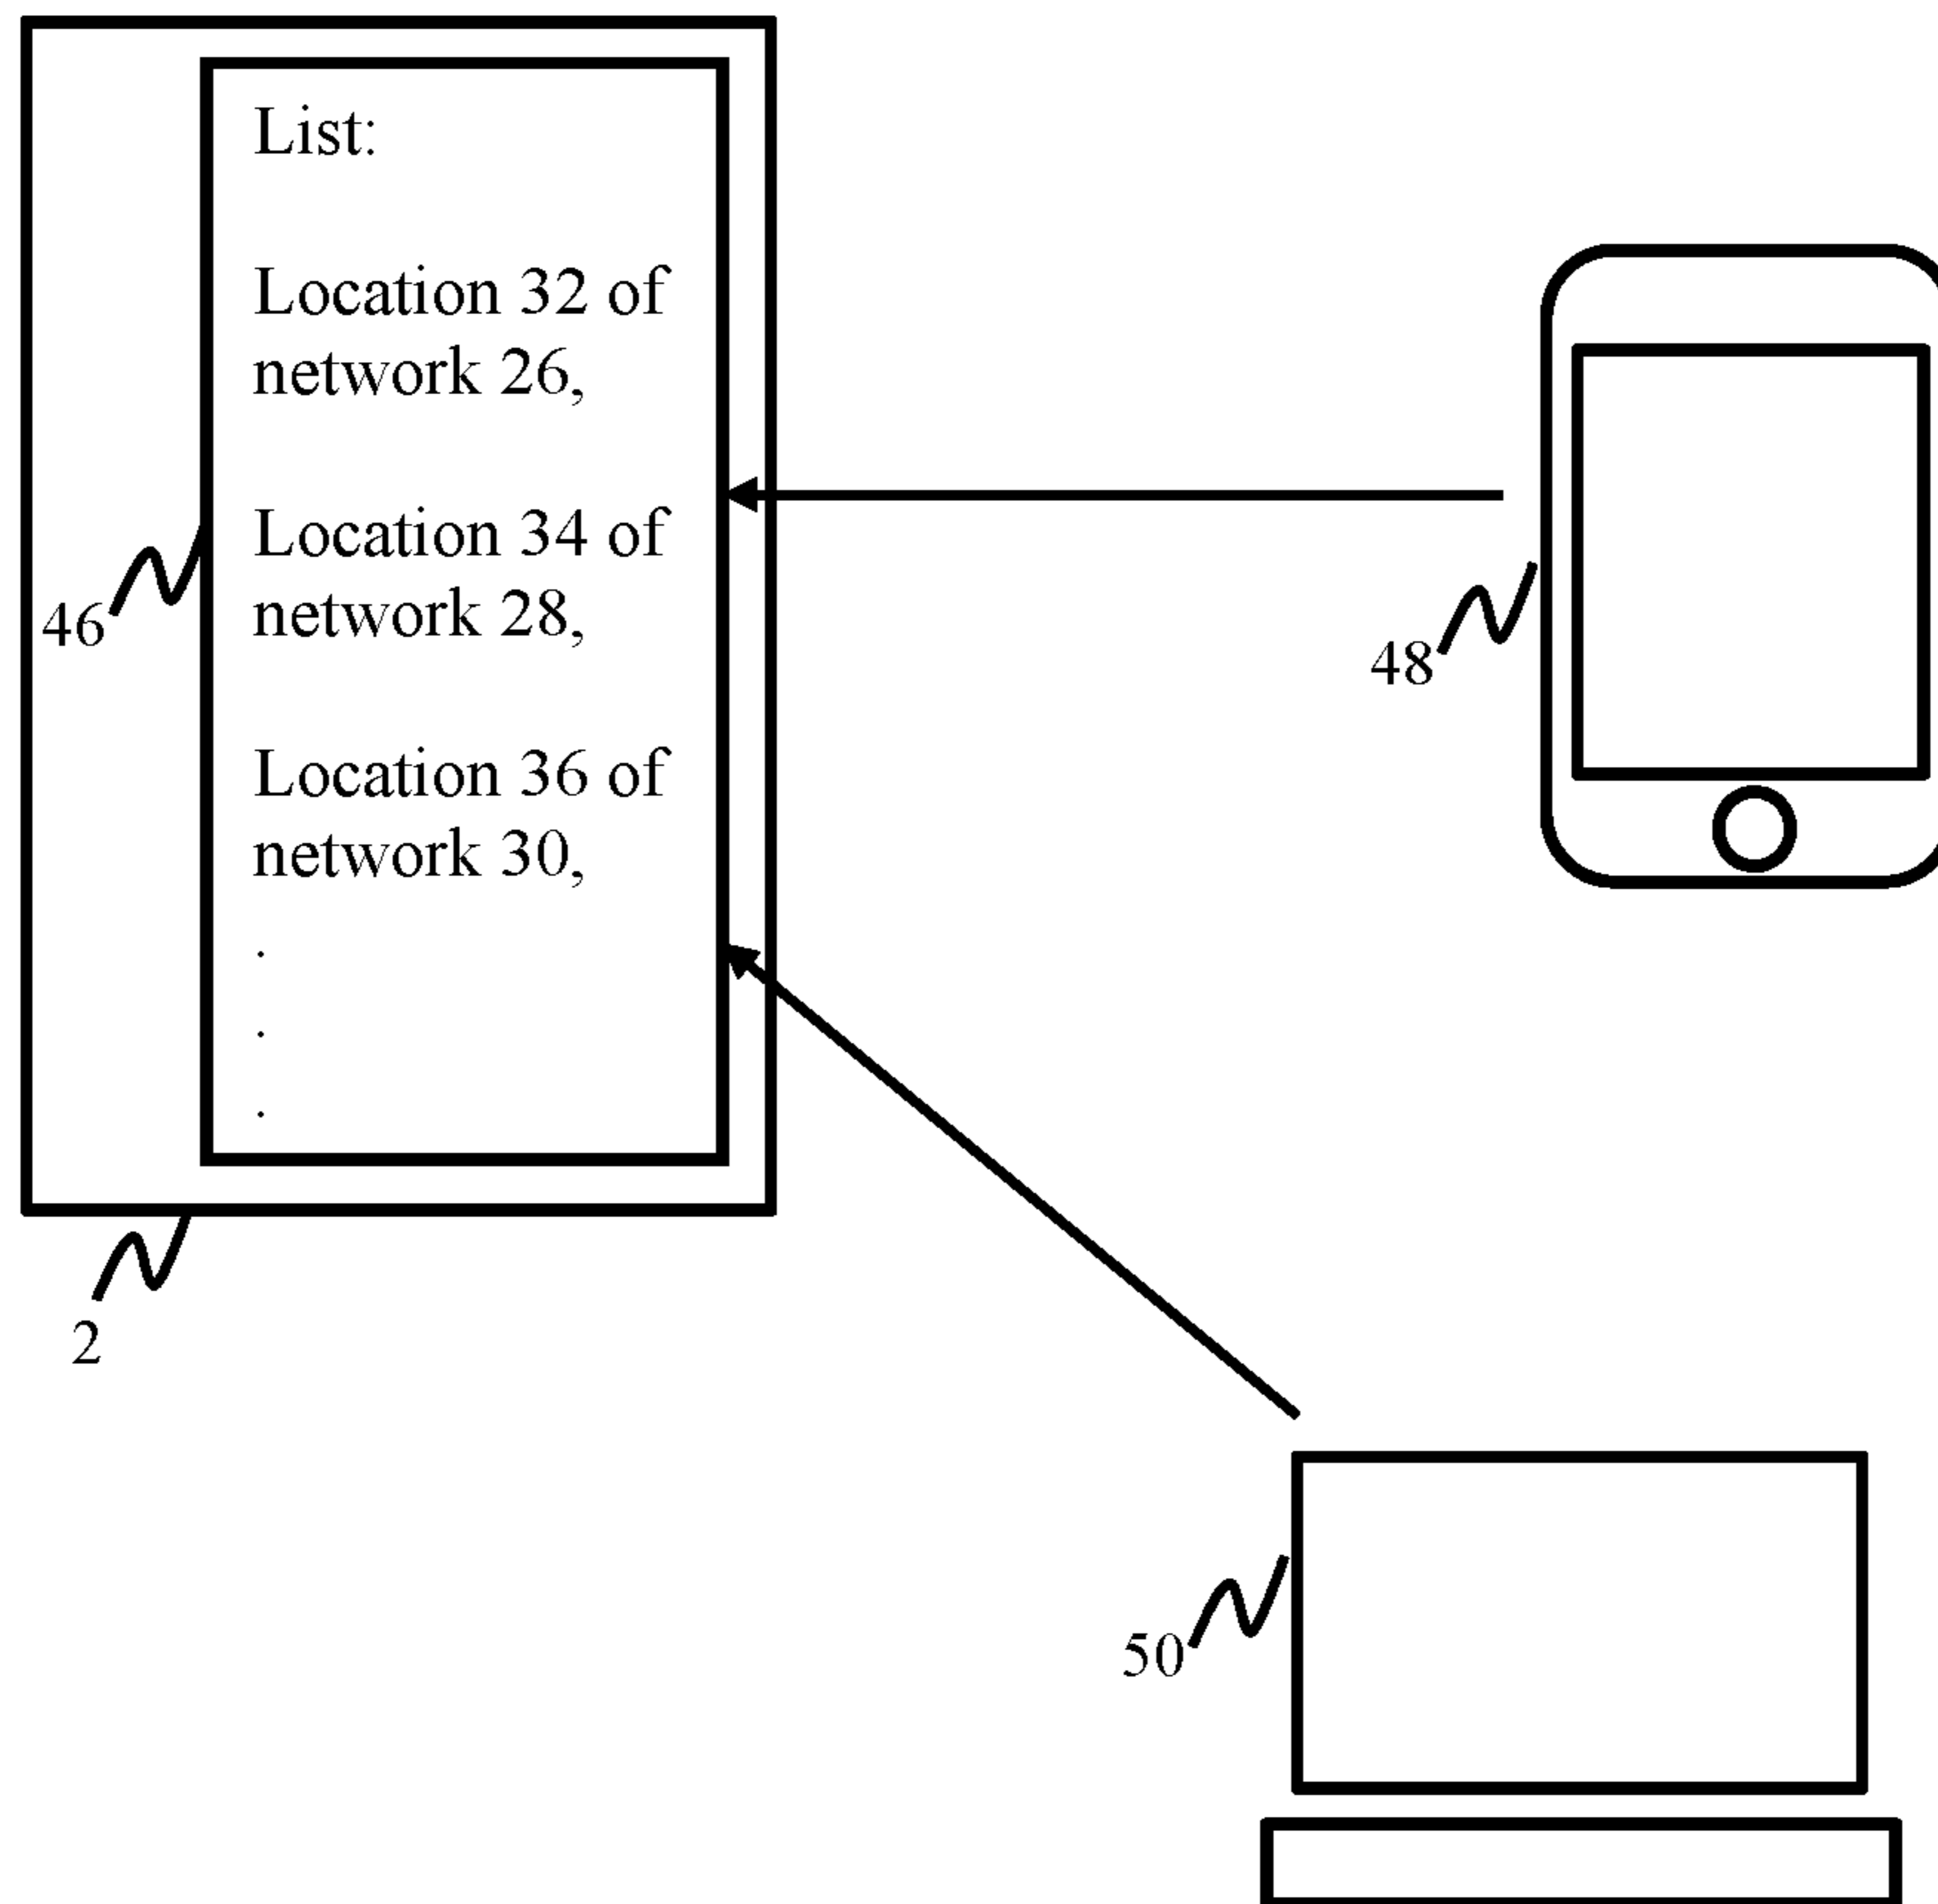 List:
Location 32 of
network 26,
Location 34 of
network 28,
Location 36 of
network 30,
.
.
.
46
48
2
50